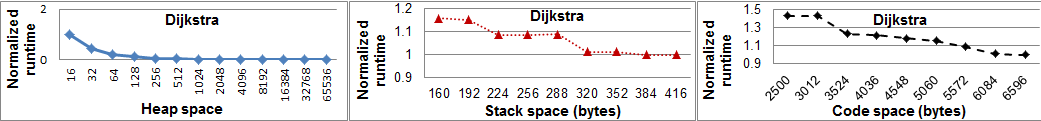 Normalized
runtime
2
0
Dijkstra
16
32
64
128
256
512
1024
2048
4096
8192
16384
32768
65536
Heap space
Normalized
runtime
1.2
1.1
1
0.9
Dijkstra
160 192 224 256 288 320 352 384 416
Stack space (bytes)
Normalized
runtime
1.5
1.3
1.1
0.9
Dijkstra
2500
3012
3524
4036
4548
5060
5572
6084
6596
Code space (bytes)